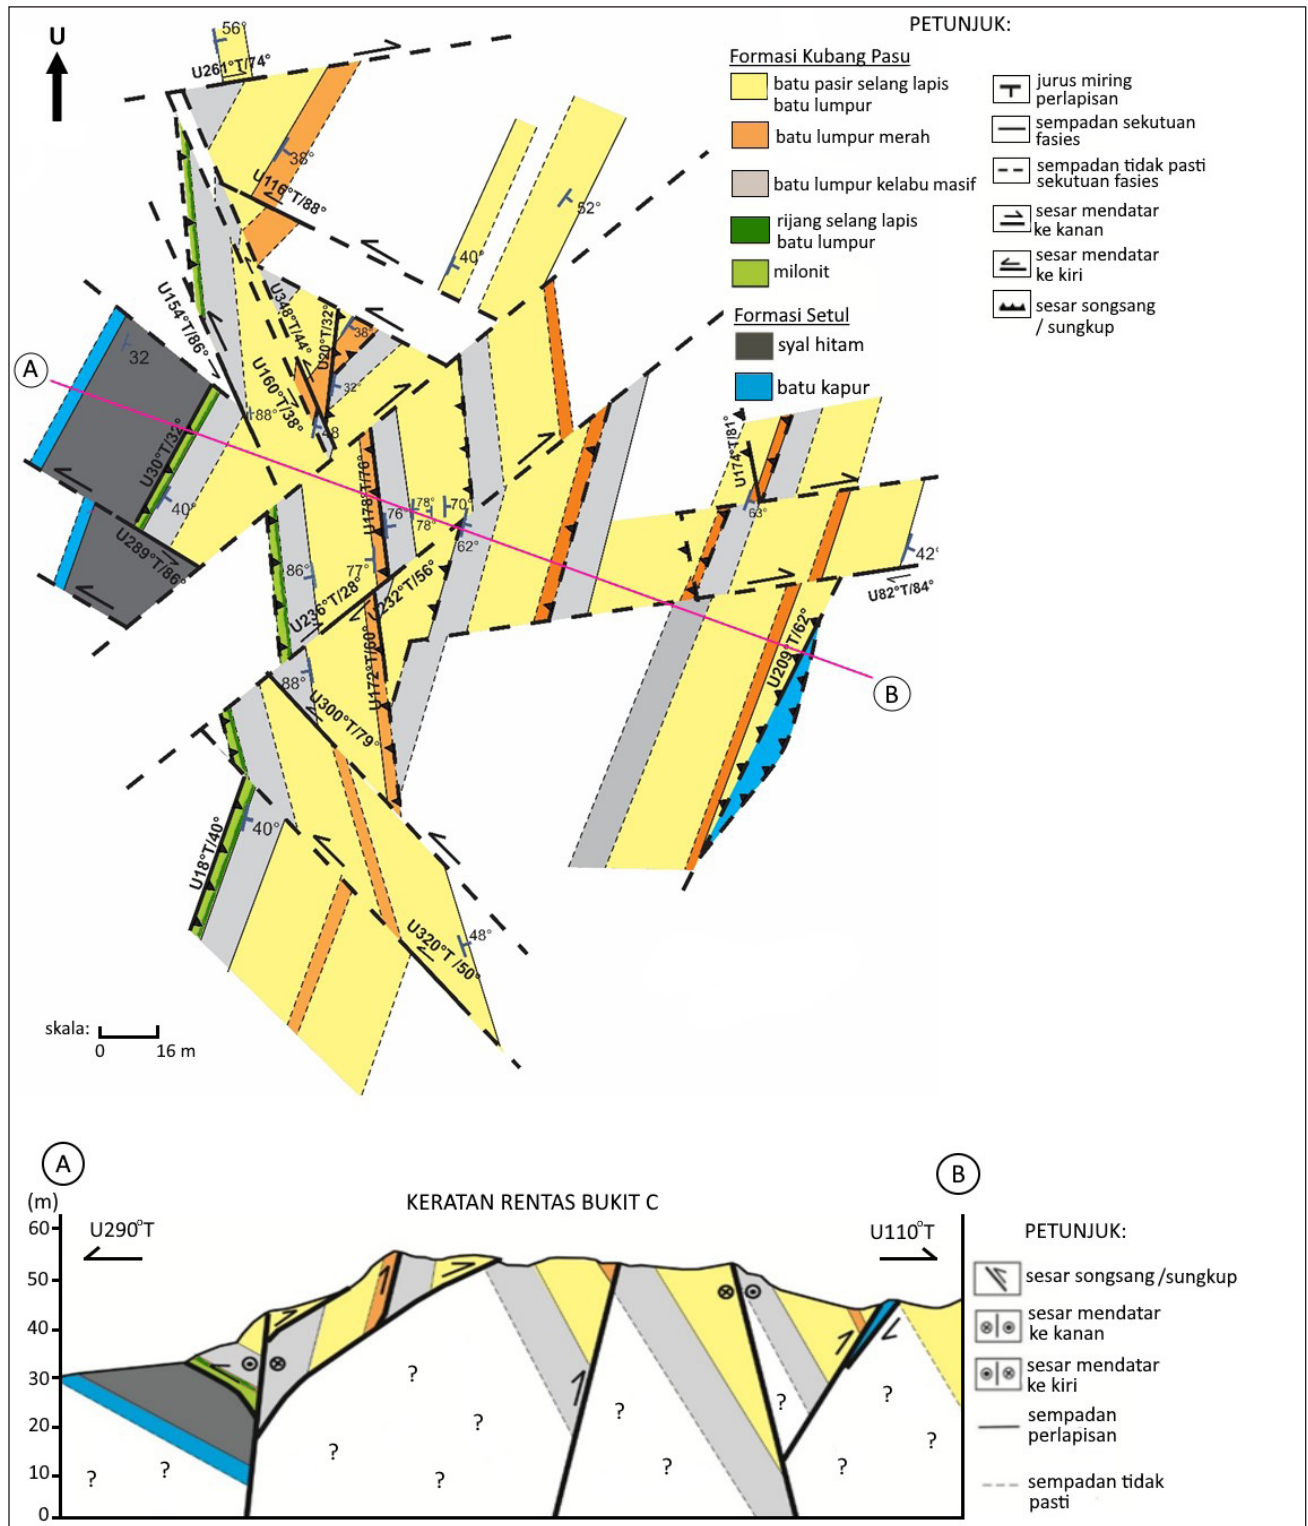 U
56°
U261°T/74°
38°
U116°T/88°
52°
40°
U154°T/86°
U348°T/44°
U20°T/32°
38°
32°
U160°T/38°
88°
48
32
A
U30°T/32°
40°
U289°T/86°
U178°T/70°
76°
78°
78°
70°
62°
86°
77°
U236°T/28°
U232°T/56°
U172°T/60°
88°
U300°T/79°
U174°T/81°
63°
42°
U82°T/84°
U209°T/62°
B
40°
U18°T/40°
48°
U320°T/50°
skala:
0 16 m
PETUNJUK:
Formasi Kubang Pasu
batu pasir selang lapis
batu lumpur
batu lumpur merah
batu lumpur kelabu masif
rijang selang lapis
batu lumpur
milonit
Formasi Setul
syal hitam
batu kapur
jurus miring
perlapisan
sempadan sekutuan
fasies
sempadan tidak pasti
sekutuan fasies
sesar mendatar
ke kanan
sesar mendatar
ke kiri
sesar songsang
/ sungkup
A
B
(m)
KERATAN RENTAS BUKIT C
60
50
40
30
20
10
0
U290°T
U110°T
?
?
?
?
?
?
?
?
?
?
?
?
PETUNJUK:
sesar songsang/sungkup
sesar mendatar
ke kanan
sesar mendatar
ke kiri
sempadan
perlapisan
sempadan tidak
pasti